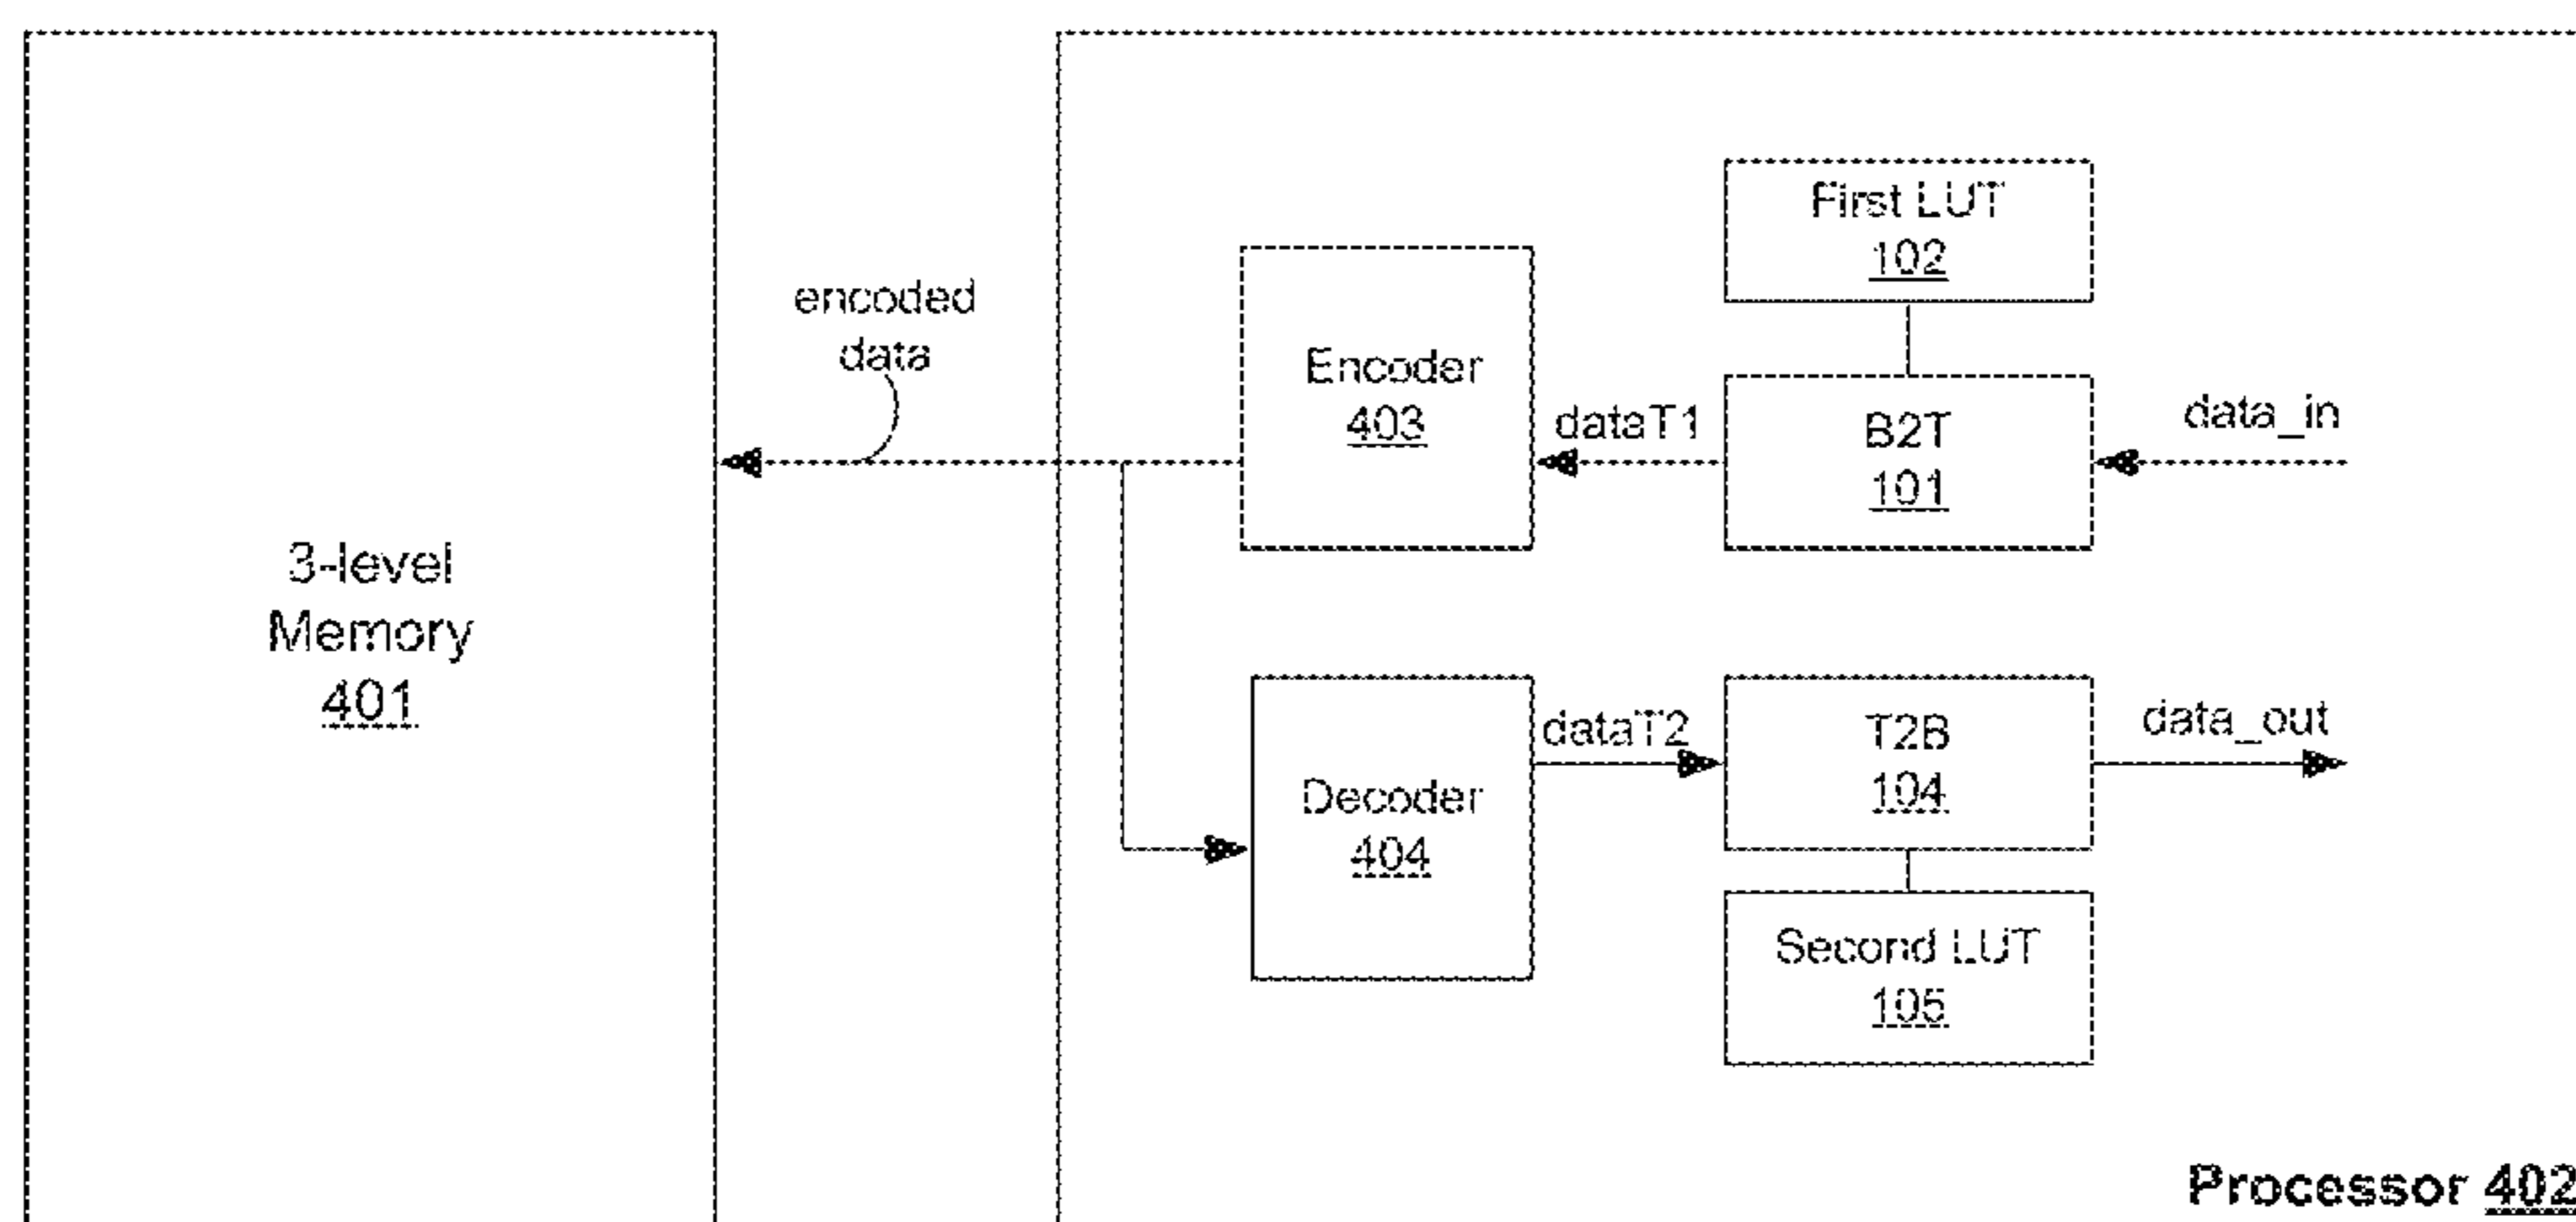 3-level
Memory
401
encoded
data
Encoder
403
dataT1
First LUT
102
B2T
101
data_in
Decoder
404
dataT2
T2B
104
data_out
Second LUT
105
Processor 402